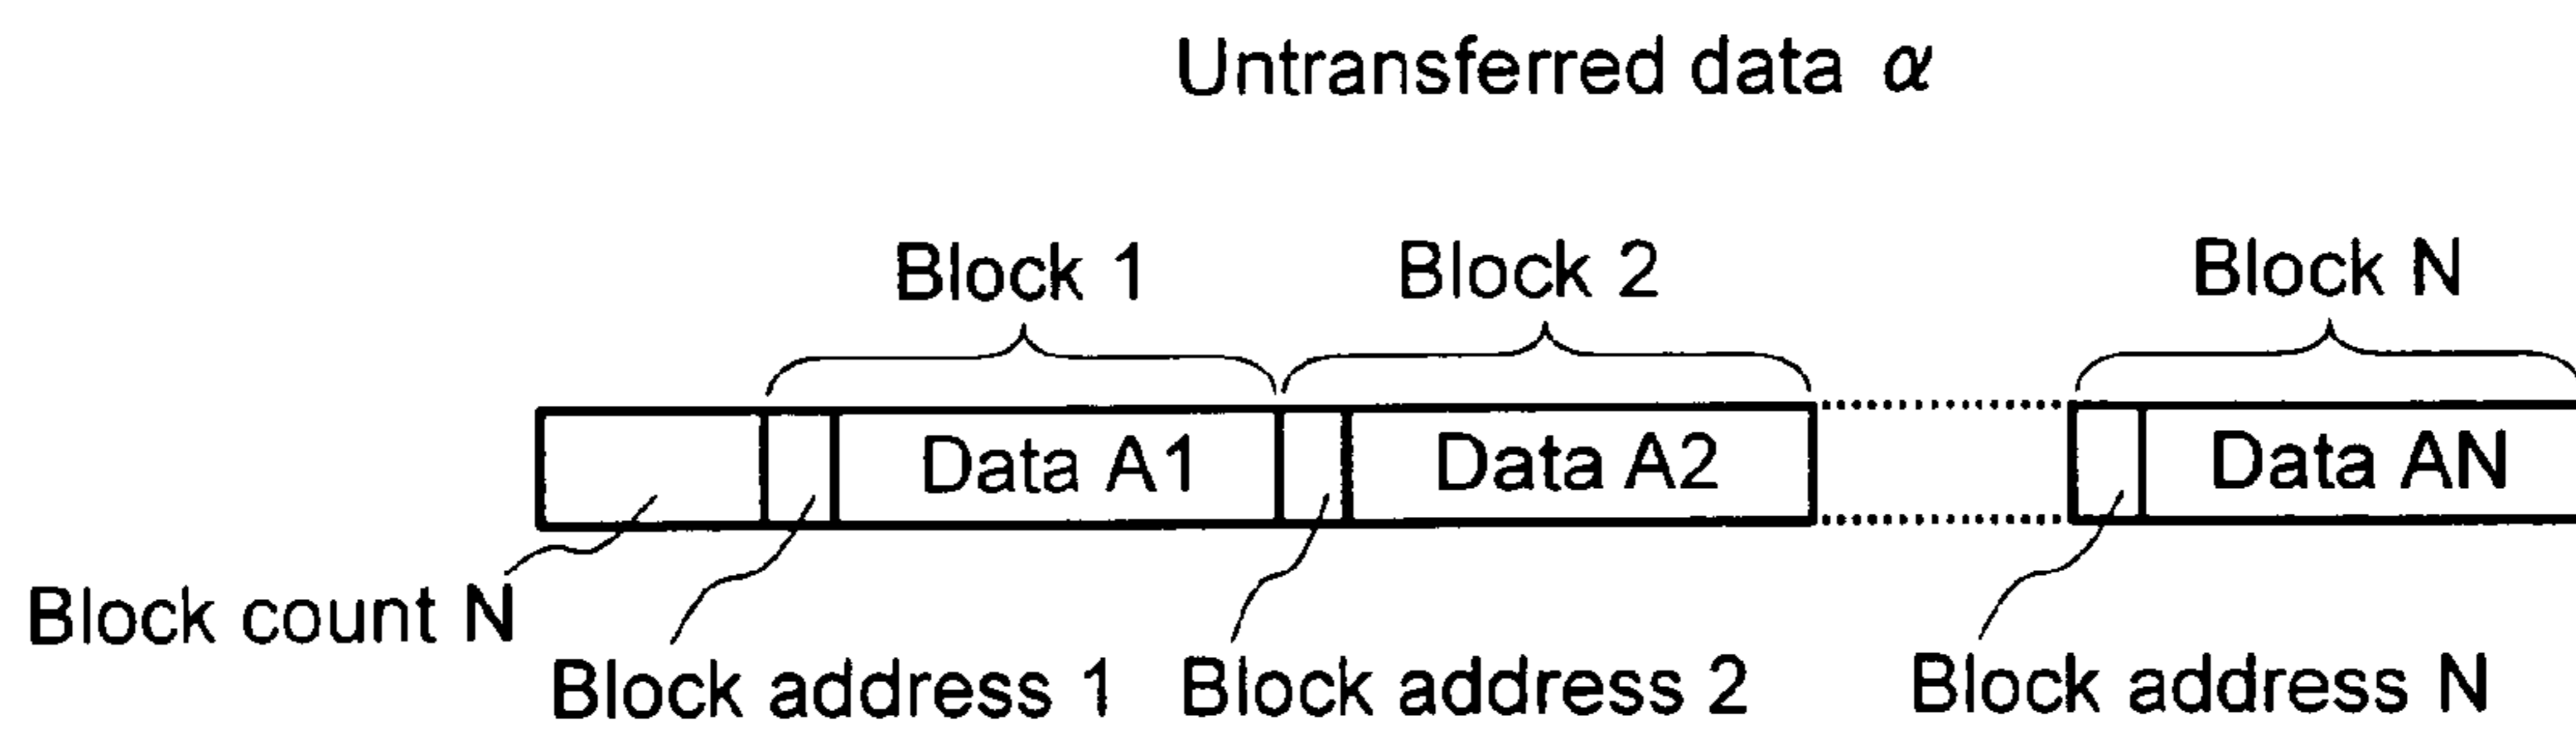 Untransferred data α
Block 1 Block 2 Block N
Data A1 Data A2 Data AN
Block count N
Block address 1 Block address 2 Block address N